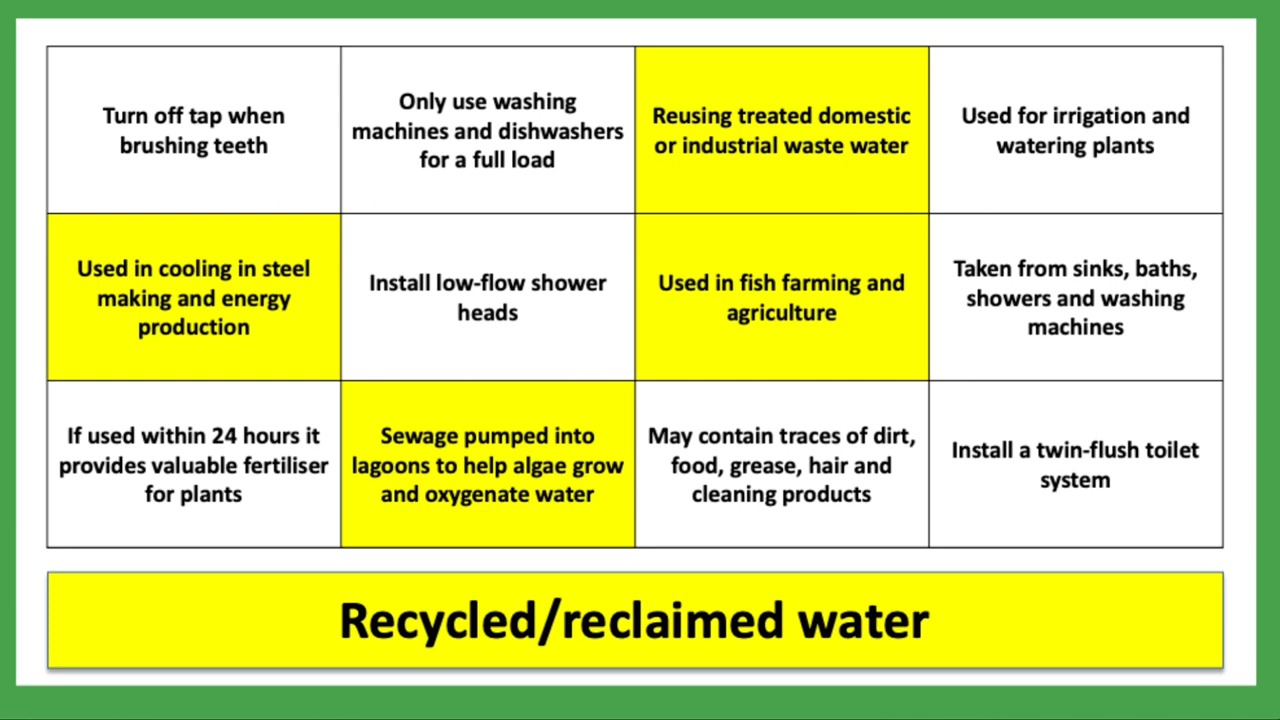 Turn off tap when
brushing teeth
Only use washing
machines and dishwashers
for a full load
Reusing treated domestic
or industrial waste water
Used for irrigation and
watering plants
Used in cooling in steel
making and energy
production
Install low-flow shower
heads
Used in fish farming and
agriculture
Taken from sinks, baths,
showers and washing
machines
If used within 24 hours it
provides valuable fertiliser
for plants
Sewage pumped into
lagoons to help algae grow
and oxygenate water
May contain traces of dirt,
food, grease, hair and
cleaning products
Install a twin-flush toilet
system
Recycled/reclaimed water